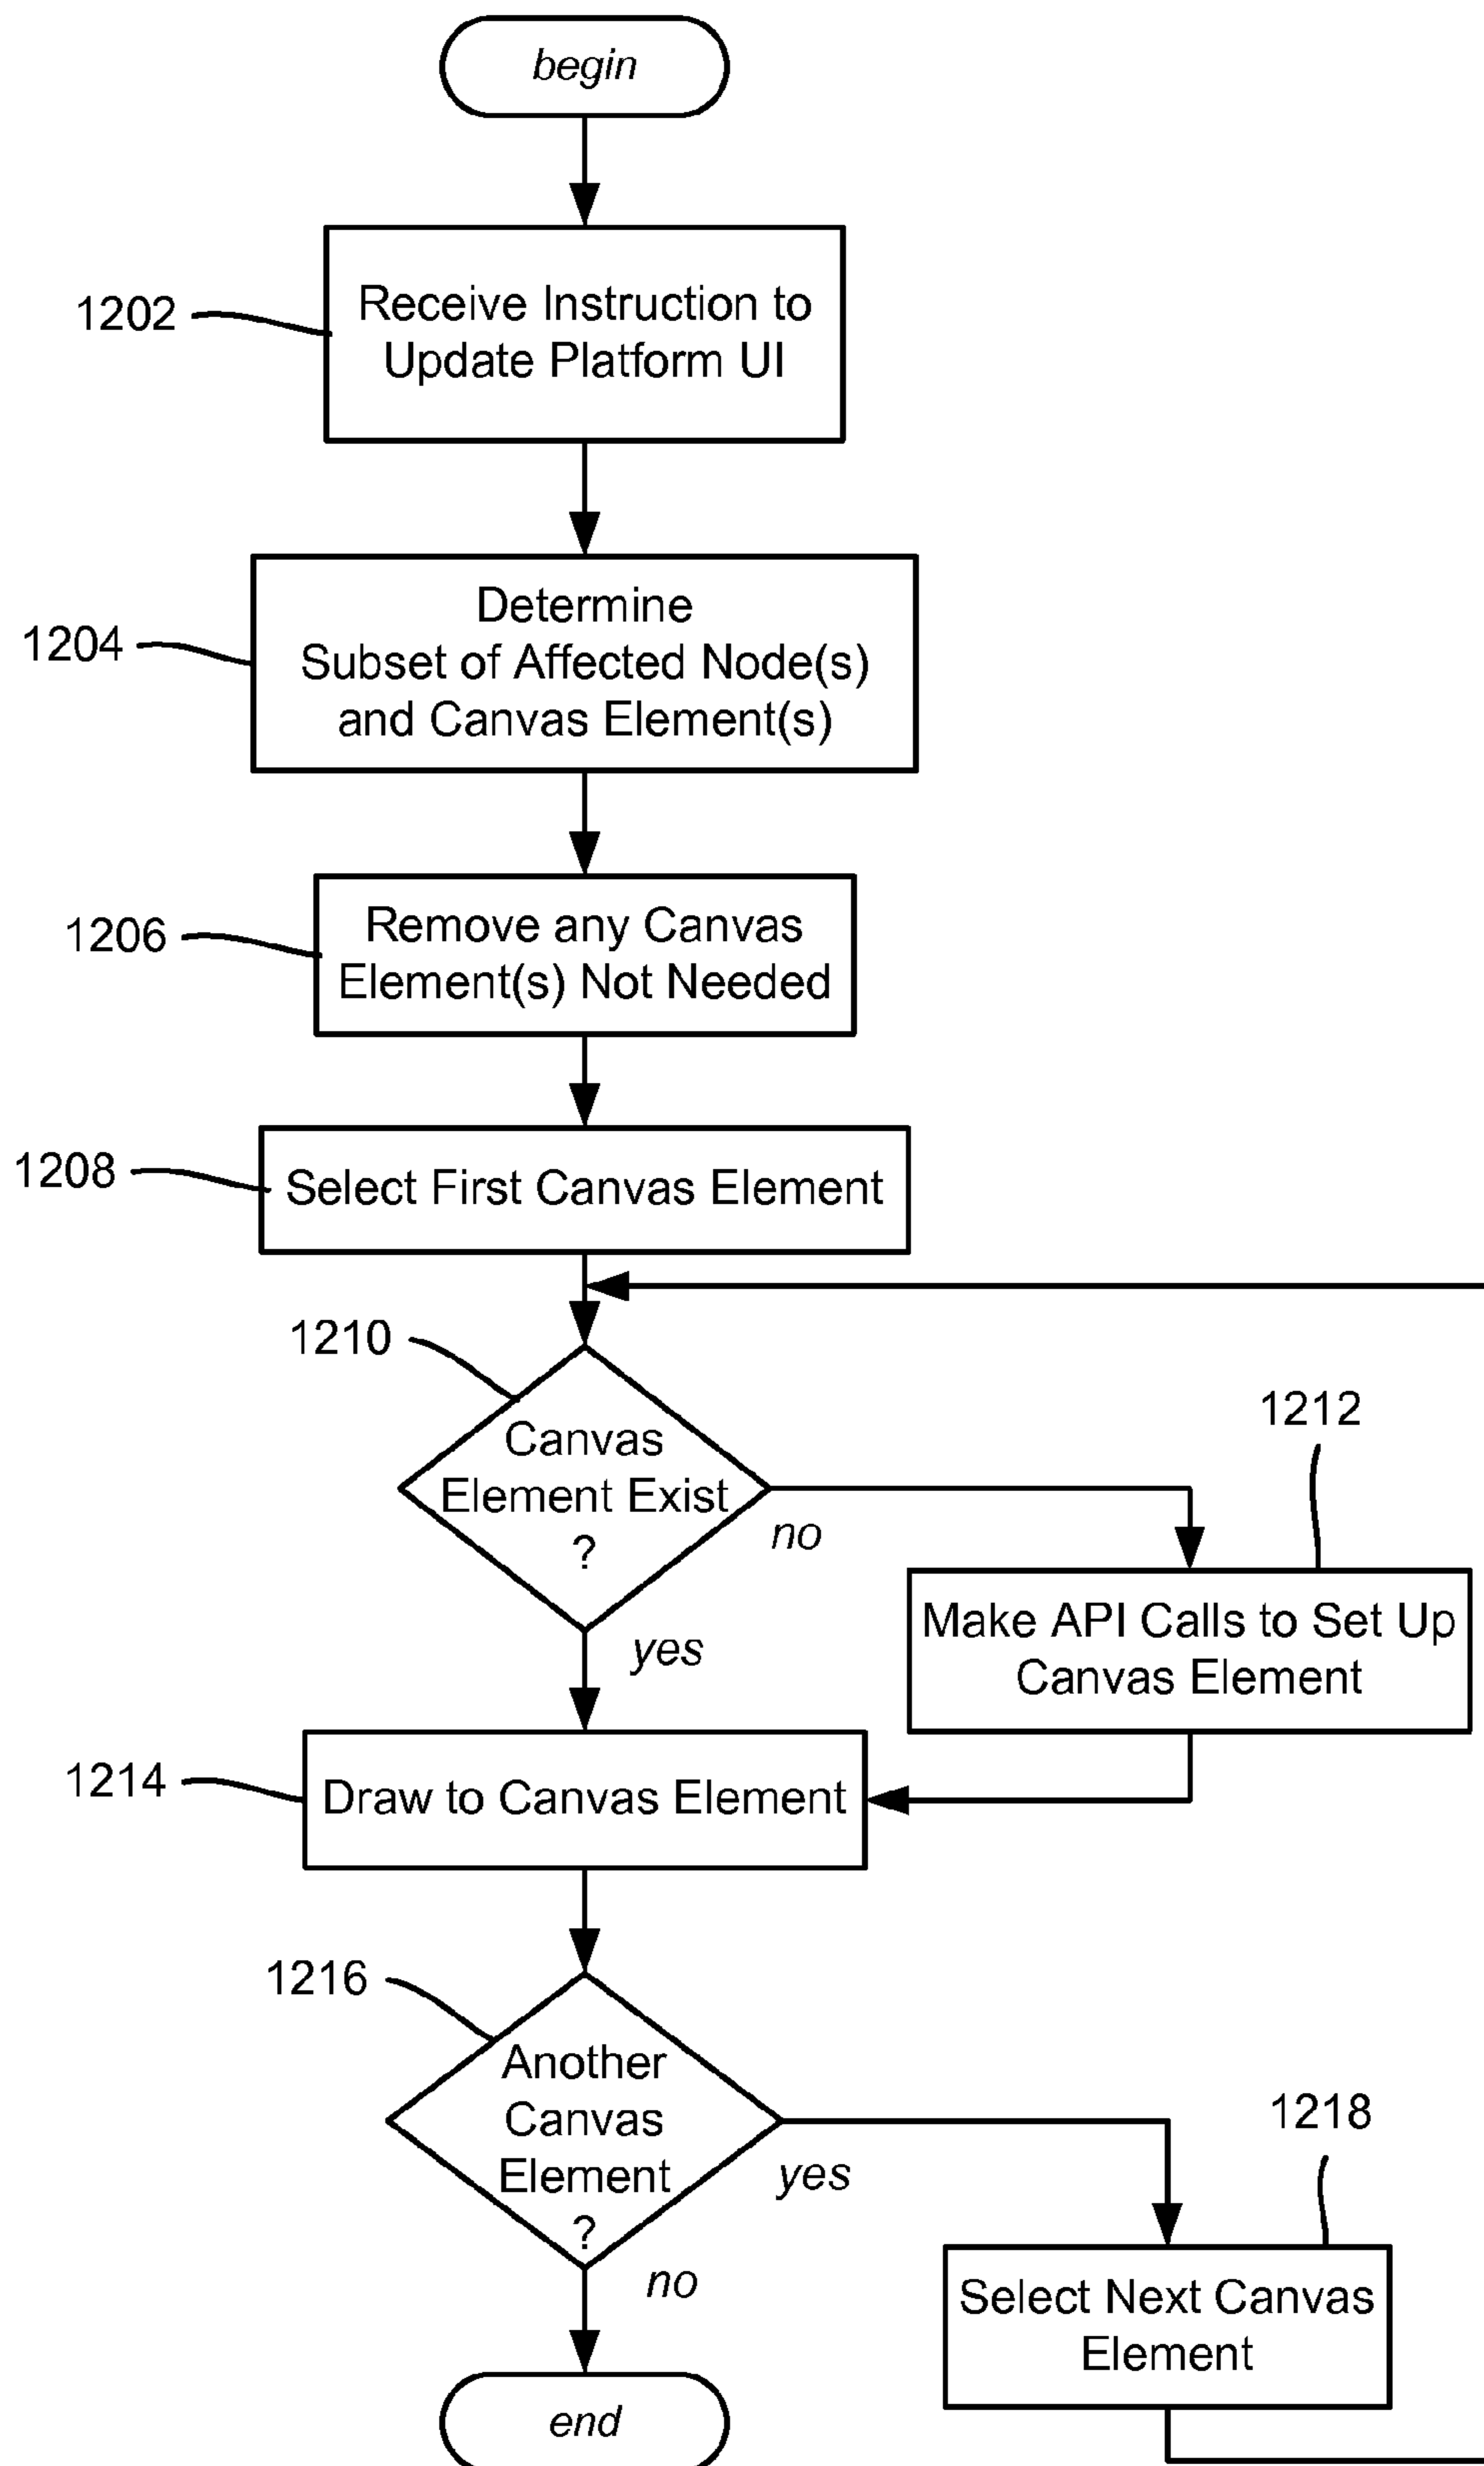 begin
1202
Receive Instruction to
Update Platform UI
1204
Determine
Subset of Affected Node(s)
and Canvas Element(s)
1206
Remove any Canvas
Element(s) Not Needed
1208
Select First Canvas Element
1210
Canvas
Element Exist
?
no
yes
1212
Make API Calls to Set Up
Canvas Element
1214
Draw to Canvas Element
1216
Another
Canvas
Element
?
yes
no
1218
Select Next Canvas
Element
end